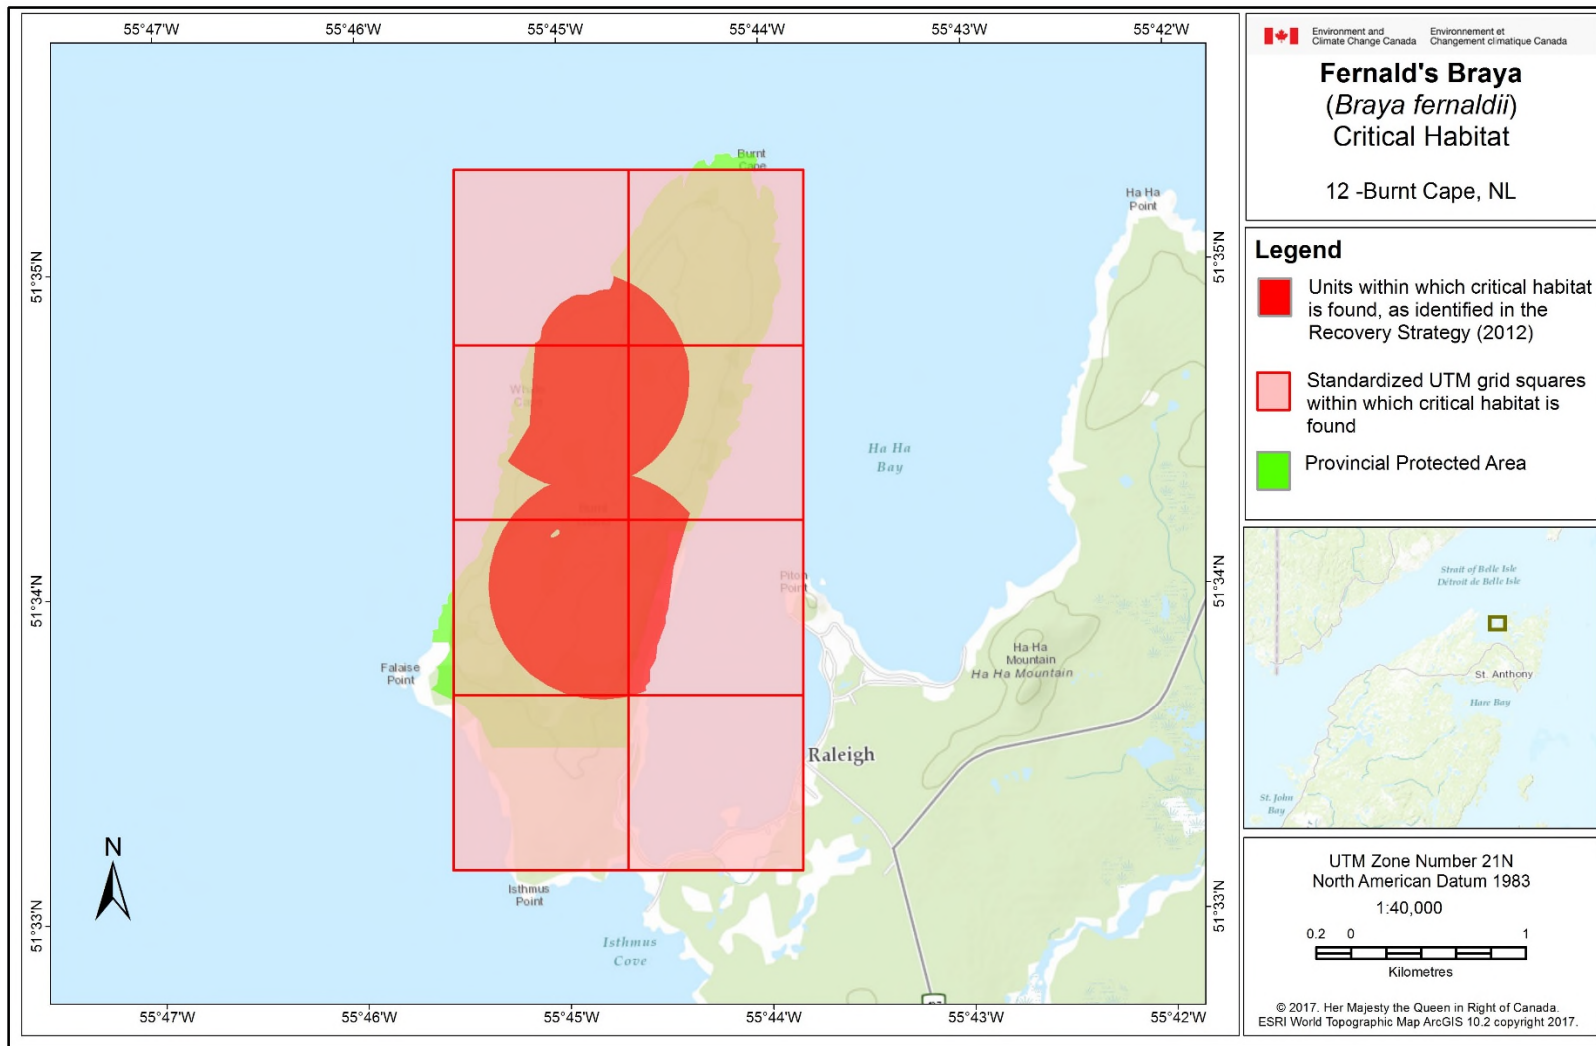 55°47'W 55°46'W 55°45'W 55°44'W 55°43'W 55°42'W
Burnt
Cape
Ha Ha
Point
51°35'N
51°35'N
Ha Ha
Bay
51°34'N
51°34'N
Piton
Point
Falaise
Point
Ha Ha
Mountain
Ha Ha Mountain
Raleigh
N
Isthmus
Point
51°33'N
51°33'N
Isthmus
Cove
55°47'W 55°46'W 55°45'W 55°44'W 55°43'W 55°42'W
Environment and
Climate Change Canada
Environnement et
Changement climatique Canada
Fernald's Braya
(Braya fernaldii)
Critical Habitat
12 -Burnt Cape, NL
Legend
Units within which critical habitat
is found, as identified in the
Recovery Strategy (2012)
Standardized UTM grid squares
within which critical habitat is
found
Provincial Protected Area
Strait of Belle Isle
Détroit de Belle Isle
St. Anthony
Hare Bay
St. John
Bay
UTM Zone Number 21N
North American Datum 1983
1:40,000
0.2 0 1
Kilometres
© 2017. Her Majesty the Queen in Right of Canada.
ESRI World Topographic Map ArcGIS 10.2 copyright 2017.